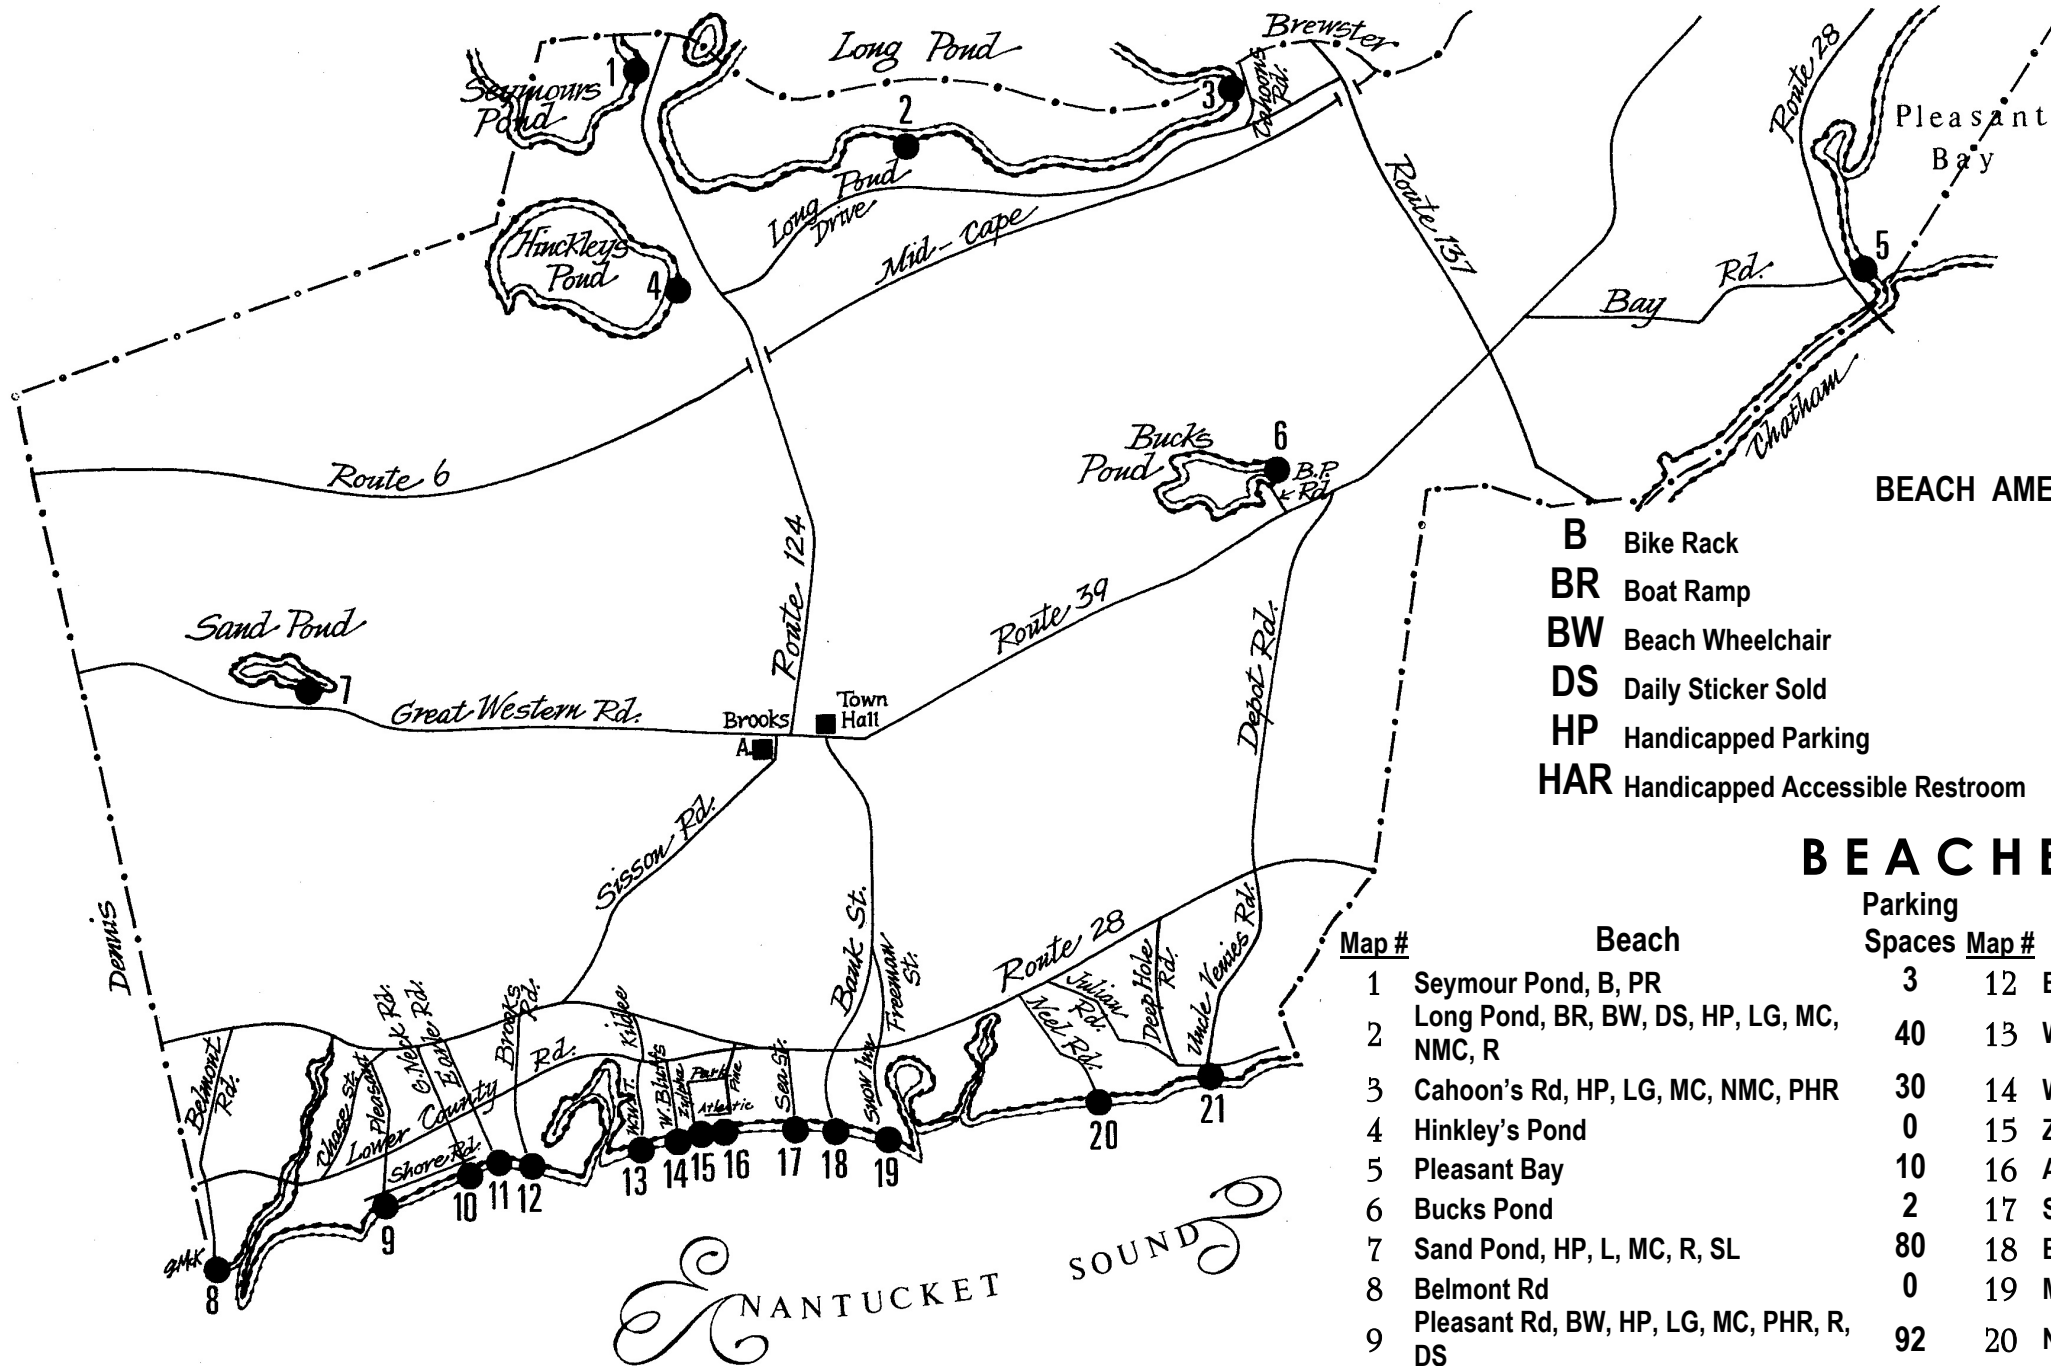 Brewster
Long Pond
Route 28
Cahoons
Rd.
1
Seymours
Pond
2
3
Pleasant
Bay
Long Pond
Drive
Route 137
Mid-Cape
Hinckleys
Pond
4
5
Bay Rd.
Chatham
Route 6
Bucks
Pond
6
B.P.
Rd.
BEACH AME
B Bike Rack
BR Boat Ramp
BW Beach Wheelchair
DS Daily Sticker Sold
HP Handicapped Parking
HAR Handicapped Accessible Restroom
Route 124
Route 39
Depot Rd.
Sand Pond
7
Great Western Rd.
Brooks
A.
Town
Hall
Sisson Rd.
Dennis
Bank St.
Freeman
St.
Route 28
Uncle Venies Rd.
Deep Hole
Rd.
Julian
Rd.
Neel Rd.
Belmont
Rd.
Chase St.
Pleasant
G. Neck Rd.
Earle Rd.
Brooks
Rd.
Lower County Rd.
Shore Rd.
Kildee
W. Bluffs
Zylpha
Park
Pine
Atlantic
Sea St.
Snow Inn
8
9
10
11
12
13
14
15
16
17
18
19
20
21
NANTUCKET SOUND
BEACHE
Parking
Map # Beach Spaces Map #
1 Seymour Pond, B, PR 3 12
2 Long Pond, BR, BW, DS, HP, LG, MC,
NMC, R 40 13
3 Cahoon's Rd, HP, LG, MC, NMC, PHR 30 14
4 Hinkley's Pond 0 15
5 Pleasant Bay 10 16
6 Bucks Pond 2 17
7 Sand Pond, HP, L, MC, R, SL 80 18
8 Belmont Rd 0 19
9 Pleasant Rd, BW, HP, LG, MC, PHR, R,
DS 92 20